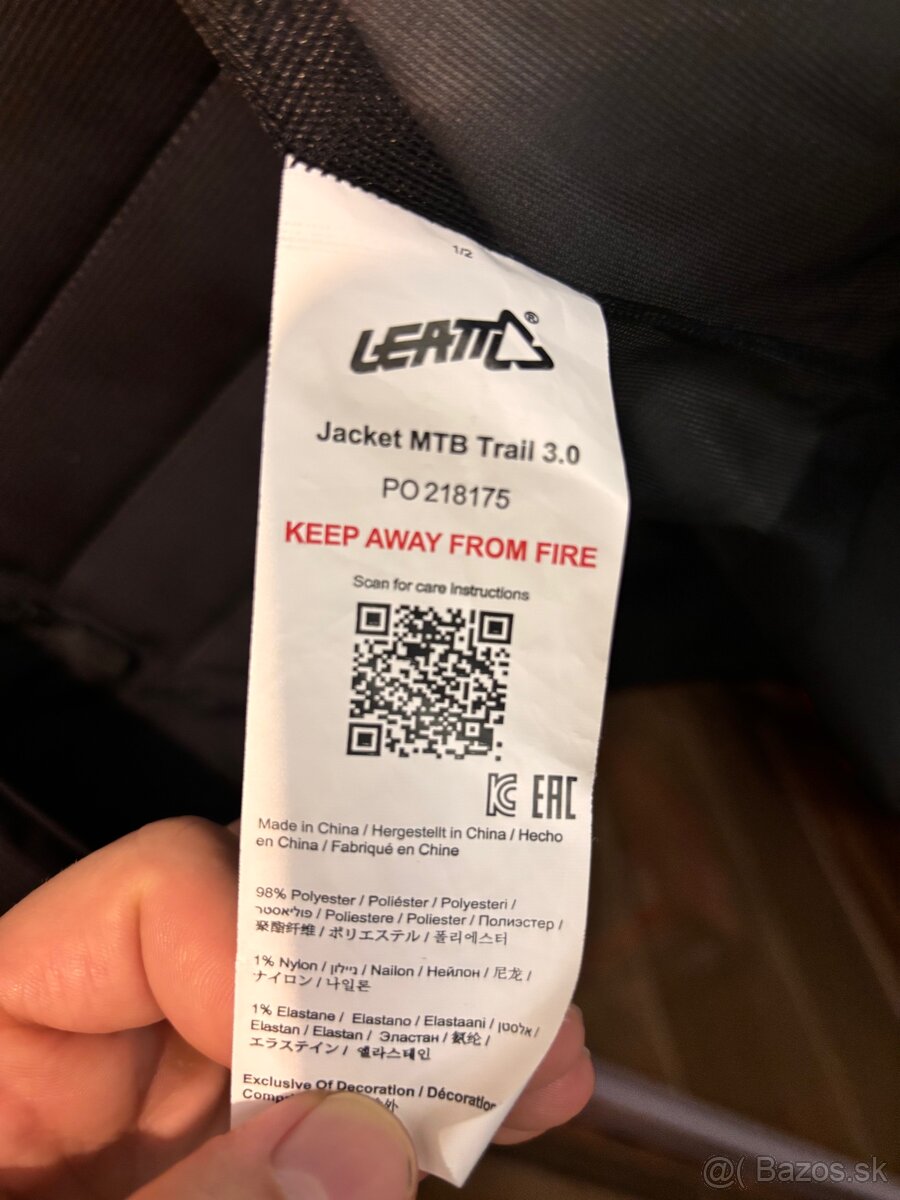 1/2
LEATT®
Jacket MTB Trail 3.0
PO 218175
KEEP AWAY FROM FIRE
Scan for care instructions
EAC
Made in China / Hergestellt in China / Hecho
en China / Fabriqué en Chine
98% Polyester / Poliéster / Polyesteri /
פוליאסטר / Poliestere / Poliester / Полиэстер /
聚酯纤维 / ポリエステル / 폴리에스터
1% Nylon / ניילון / Nailon / Нейлон / 尼龙 /
ナイロン / 나일론
1% Elastane / Elastano / Elastaani / אלסטן /
Elastan / Elastan / Эластан / 氨纶 /
エラステイン / 엘라스테인
Exclusive Of Decoration / Décoration
@( Bazos.sk